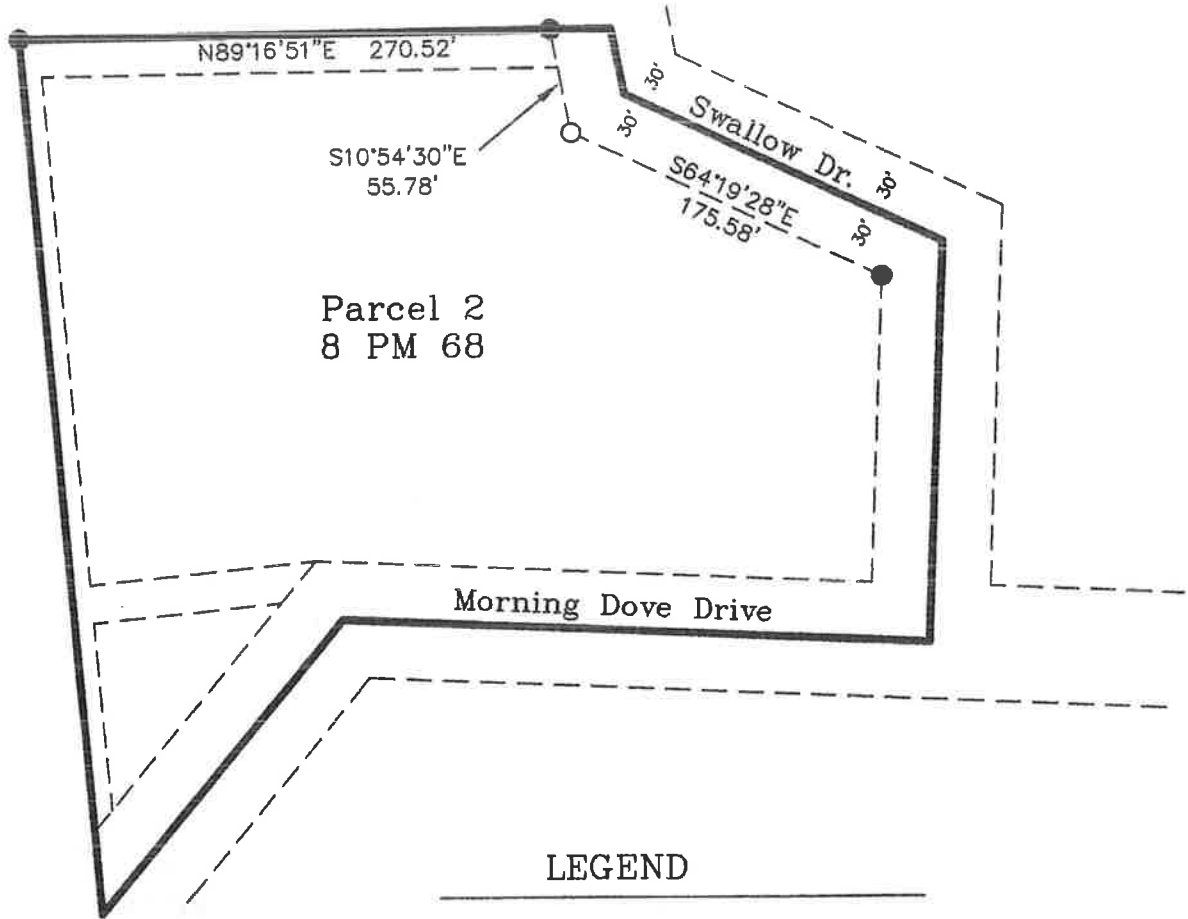 N89°16'51"E 270.52'
30'
Swallow Dr.
30'
S10°54'30"E
55.78'
S64°19'28"E
175.58'
30'
30'
Parcel 2
8 PM 68
Morning Dove Drive
LEGEND